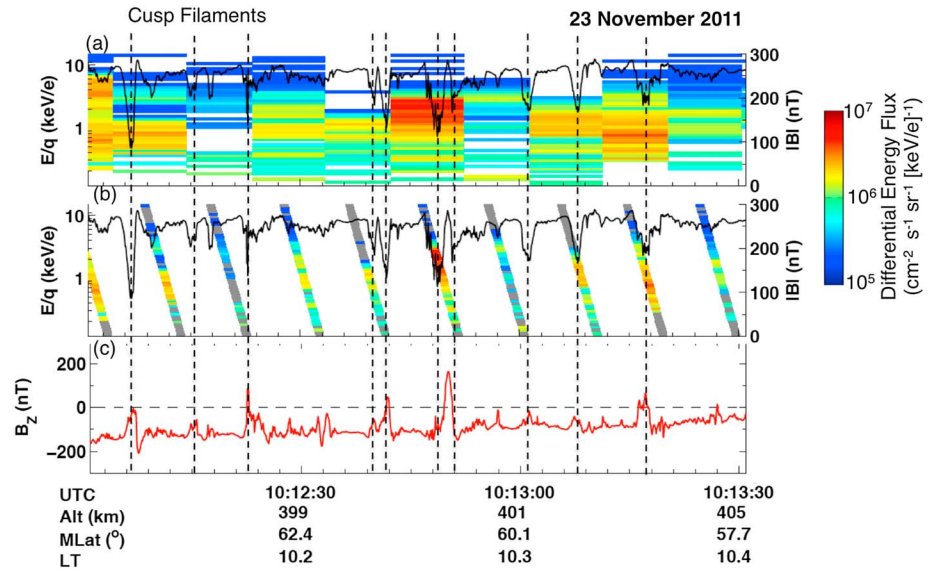 Cusp Filaments 23 November 2011
(a)
E/q (keV/e)
10
1
300
200
100
0
|B| (nT)
(b)
E/q (keV/e)
10
1
300
200
100
0
|B| (nT)
10^7
10^6
10^5
Differential Energy Flux
(cm^-2 s^-1 sr^-1 [keV/e]^-1)
(c)
B_Z (nT)
200
0
-200
UTC 10:12:30 10:13:00 10:13:30
Alt (km) 399 401 405
MLat (°) 62.4 60.1 57.7
LT 10.2 10.3 10.4